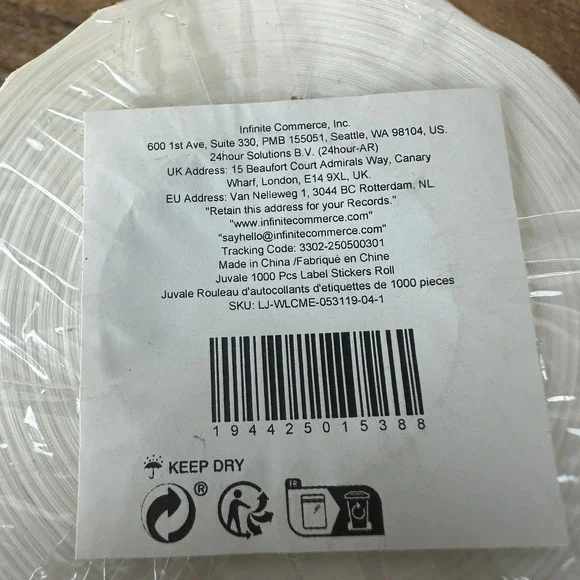 Infinite Commerce, Inc.
600 1st Ave, Suite 330, PMB 155051, Seattle, WA 98104, US.
24hour Solutions B.V. (24hour-AR)
UK Address: 15 Beaufort Court Admirals Way, Canary
Wharf, London, E14 9XL, UK.
EU Address: Van Nelleweg 1, 3044 BC Rotterdam, NL.
"Retain this address for your Records."
"www.infinitecommerce.com"
"sayhello@infinitecommerce.com"
Tracking Code: 3302-250500301
Made in China /Fabriqué en Chine
Juvale 1000 Pcs Label Stickers Roll
Juvale Rouleau d'autocollants d'etiquettes de 1000 pieces
SKU: LJ-WLCME-053119-04-1
194425015388
KEEP DRY
®
FR